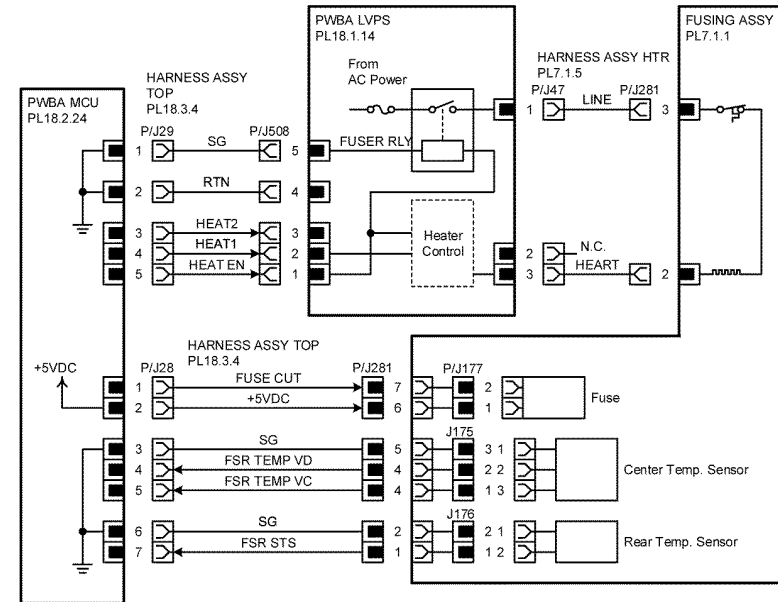 PWBA LVPS
PL18.1.14
FUSING ASSY
PL7.1.1
From
AC Power
HARNESS ASSY HTR
PL7.1.5
HARNESS ASSY
TOP
PL18.3.4
PWBA MCU
PL18.2.24
P/J47 LINE P/J281
1 3
P/J29 SG P/J508
1 5 FUSER RLY
2 RTN 4
3 HEAT2 3
4 HEAT1 2
5 HEAT EN 1
Heater
Control
2 N.C.
3 HEART 2
HARNESS ASSY TOP
PL18.3.4
+5VDC
P/J28 P/J281 P/J177
1 FUSE CUT 7 2
2 +5VDC 6 1
Fuse
J175
3 SG 5 3 1
4 FSR TEMP VD 4 2 2
5 FSR TEMP VC 4 1 3
Center Temp. Sensor
J176
6 SG 2 2 1
7 FSR STS 1 1 2
Rear Temp. Sensor